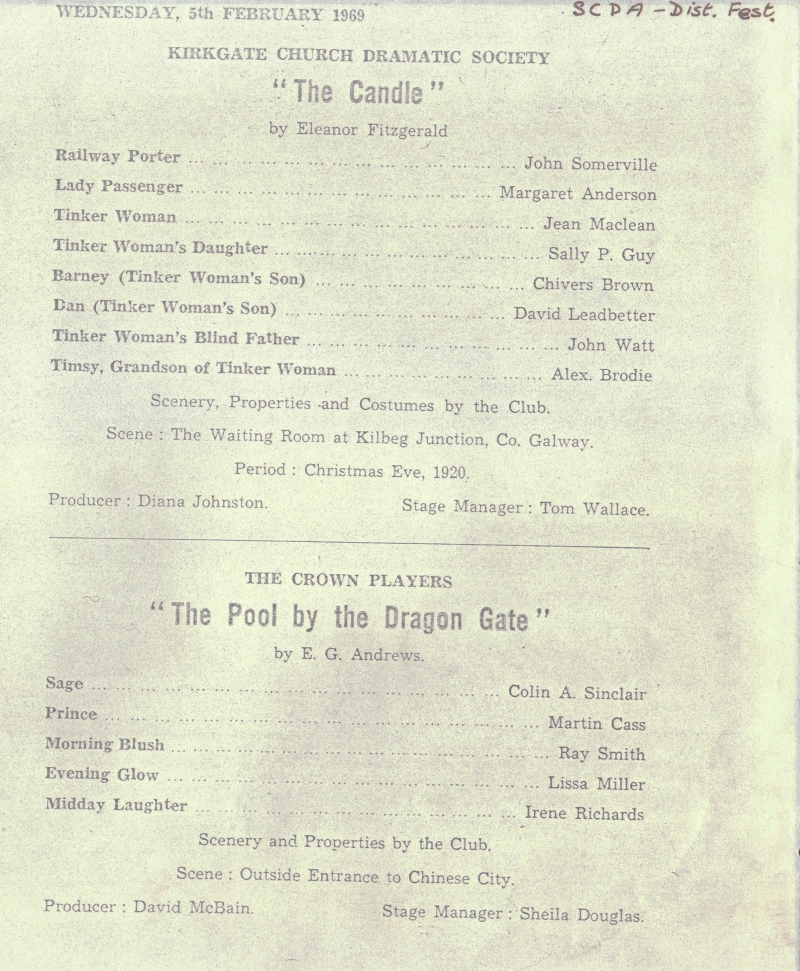 WEDNESDAY, 5th FEBRUARY 1969
SCDA - Dist. Fest.
KIRKGATE CHURCH DRAMATIC SOCIETY
"The Candle"
by Eleanor Fitzgerald
Railway Porter ... John Somerville
Lady Passenger ... Margaret Anderson
Tinker Woman ... Jean Maclean
Tinker Woman's Daughter ... Sally P. Guy
Barney (Tinker Woman's Son) ... Chivers Brown
Dan (Tinker Woman's Son) ... David Leadbetter
Tinker Woman's Blind Father ... John Watt
Timsy, Grandson of Tinker Woman ... Alex. Brodie
Scenery, Properties and Costumes by the Club.
Scene : The Waiting Room at Kilbeg Junction, Co. Galway.
Period : Christmas Eve, 1920.
Producer : Diana Johnston. Stage Manager : Tom Wallace.
THE CROWN PLAYERS
"The Pool by the Dragon Gate"
by E. G. Andrews.
Sage ... Colin A. Sinclair
Prince ... Martin Cass
Morning Blush ... Ray Smith
Evening Glow ... Lissa Miller
Midday Laughter ... Irene Richards
Scenery and Properties by the Club.
Scene : Outside Entrance to Chinese City.
Producer : David McBain. Stage Manager : Sheila Douglas.